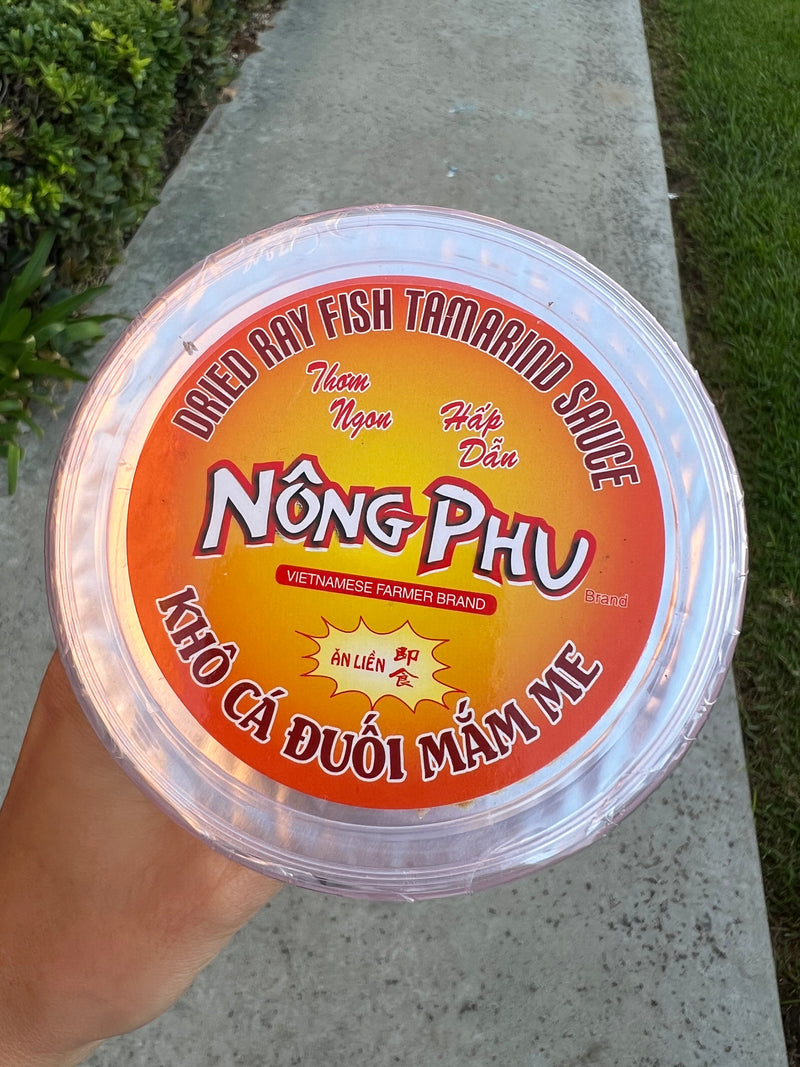 DRIED RAY FISH TAMARIND SAUCE
Thơm
Ngon
Hấp
Dẫn
NÔNG PHU
Brand
VIETNAMESE FARMER BRAND
ĂN LIỀN
即
食
KHÔ CÁ ĐUỐI MẮM ME